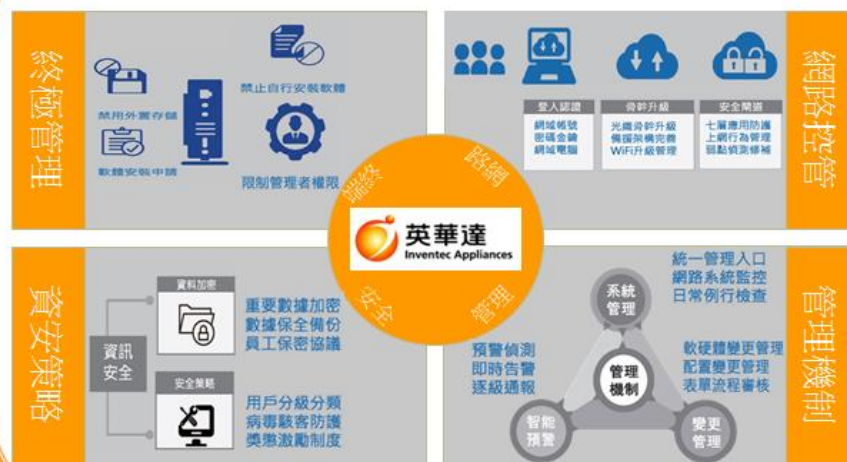 終極管理
禁用外置存儲
禁止自行安裝軟體
軟體安裝申請
限制管理者權限
網路控管
登入認證
網域帳號
密碼金鑰
網域電腦
骨幹升級
光纖骨幹升級
備援架構完善
WiFi升級管理
安全閘道
七層應用防護
上網行為管理
弱點偵測修補
端終
路網
英華達
Inventec Appliances
安全
管理
資安策略
資訊
安全
資料加密
重要數據加密
數據保全備份
員工保密協議
安全策略
用戶分級分類
病毒駭客防護
獎懲激勵制度
管理機制
系統
管理
統一管理入口
網路系統監控
日常例行檢查
預警偵測
即時告警
逐級通報
管理
機制
軟硬體變更管理
配置變更管理
表單流程審核
智能
預警
變更
管理